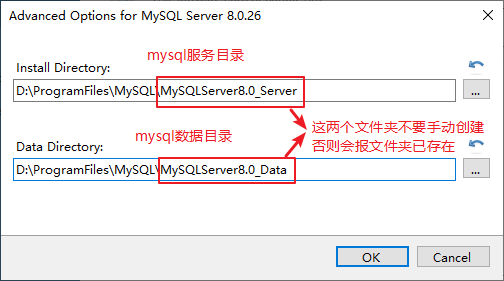 Advanced Options for MySQL Server 8.0.26
mysql服务目录
Install Directory:
D:\ProgramFiles\MySQL\MySQLServer8.0_Server
...
这两个文件夹不要手动创建
否则会报文件夹已存在
mysql数据目录
Data Directory:
D:\ProgramFiles\MySQL\MySQLServer8.0_Data
...
OK
Cancel